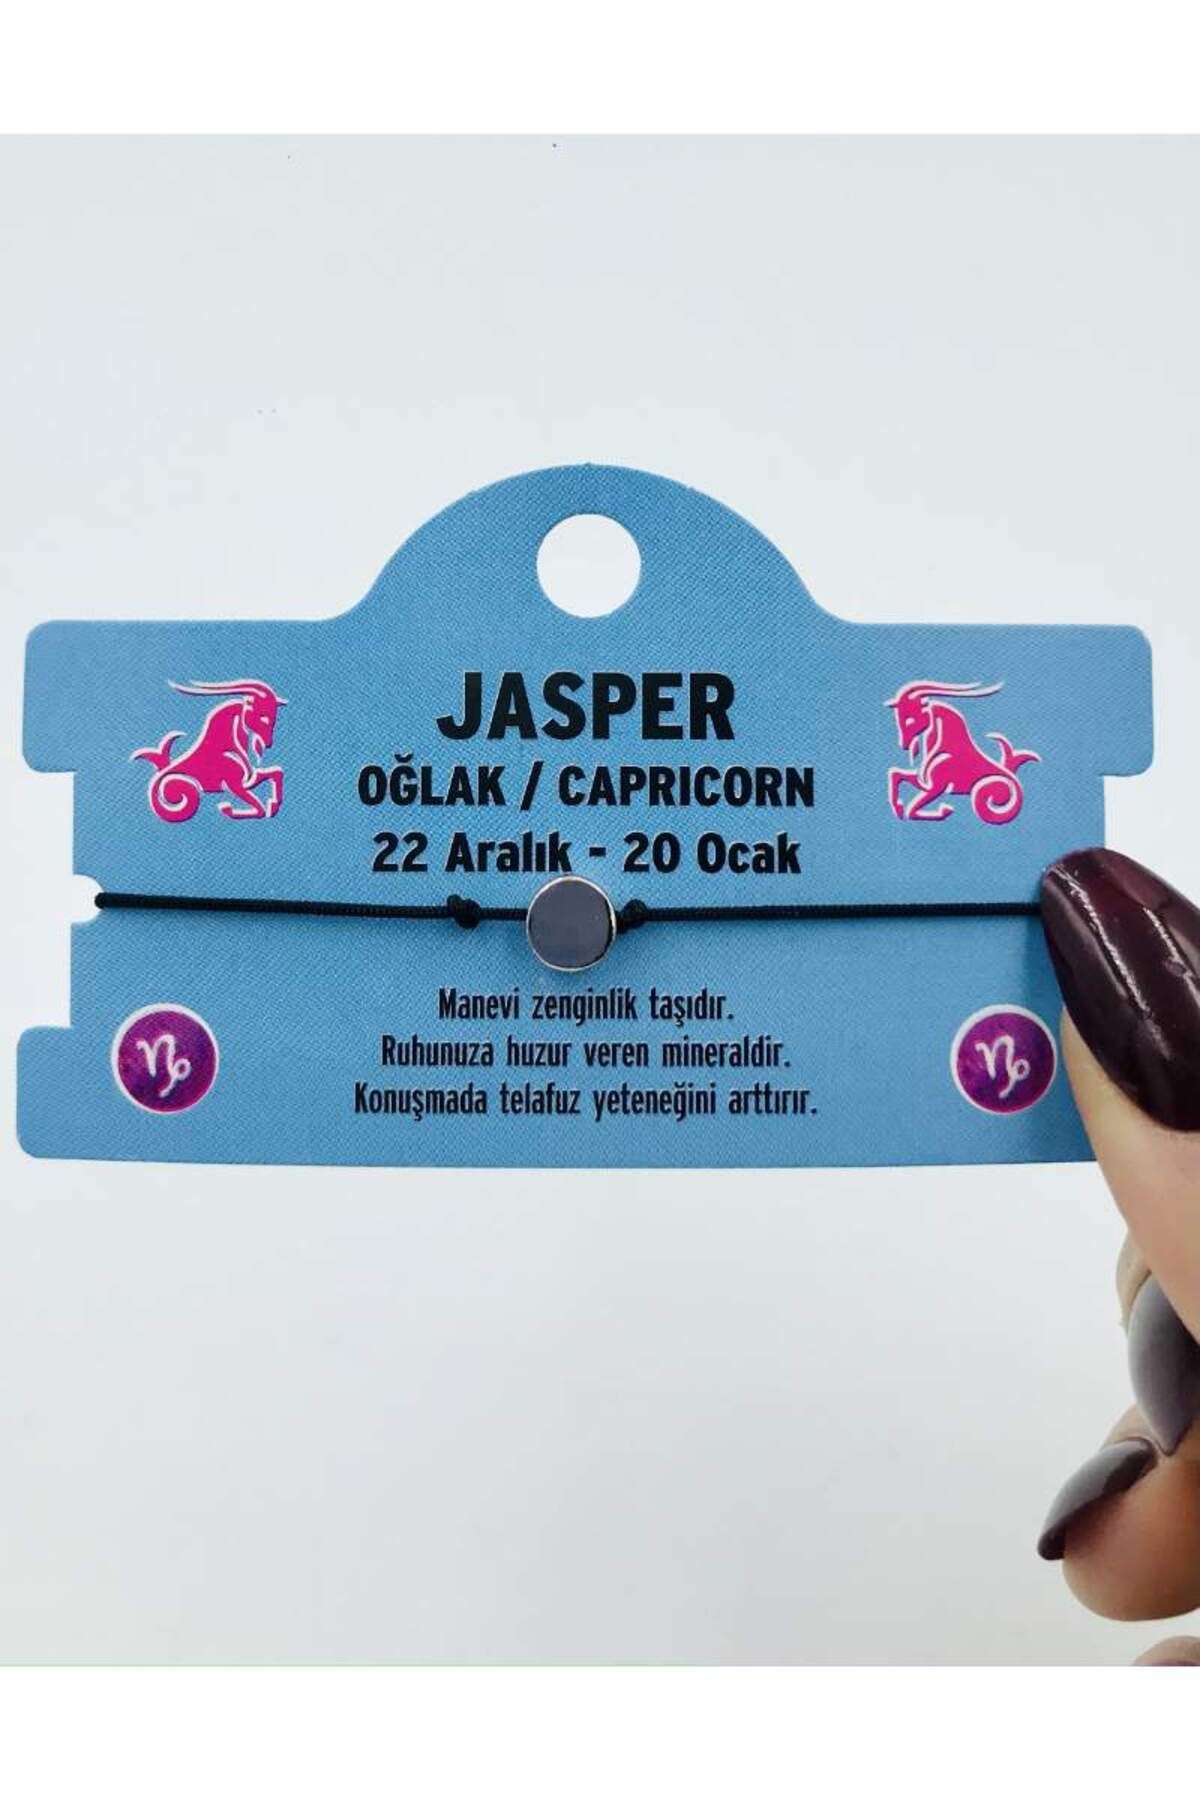 JASPER
OĞLAK / CAPRICORN
22 Aralık - 20 Ocak
Manevi zenginlik taşıdır.
Ruhunuza huzur veren mineraldir.
Konuşmada telafuz yeteneğini arttırır.